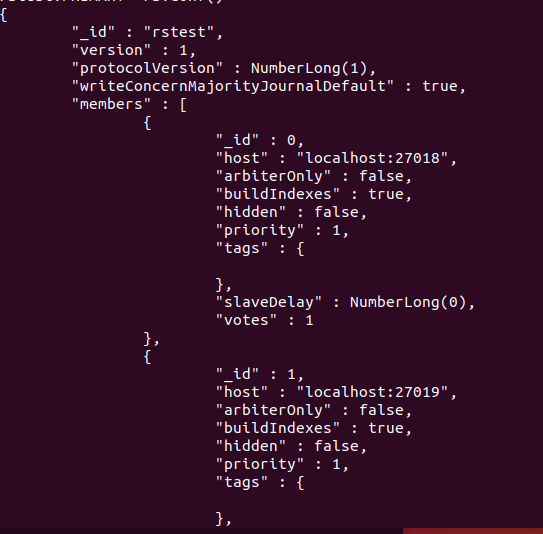 {
"_id" : "rstest",
"version" : 1,
"protocolVersion" : NumberLong(1),
"writeConcernMajorityJournalDefault" : true,
"members" : [
{
"_id" : 0,
"host" : "localhost:27018",
"arbiterOnly" : false,
"buildIndexes" : true,
"hidden" : false,
"priority" : 1,
"tags" : {
},
"slaveDelay" : NumberLong(0),
"votes" : 1
},
{
"_id" : 1,
"host" : "localhost:27019",
"arbiterOnly" : false,
"buildIndexes" : true,
"hidden" : false,
"priority" : 1,
"tags" : {
},